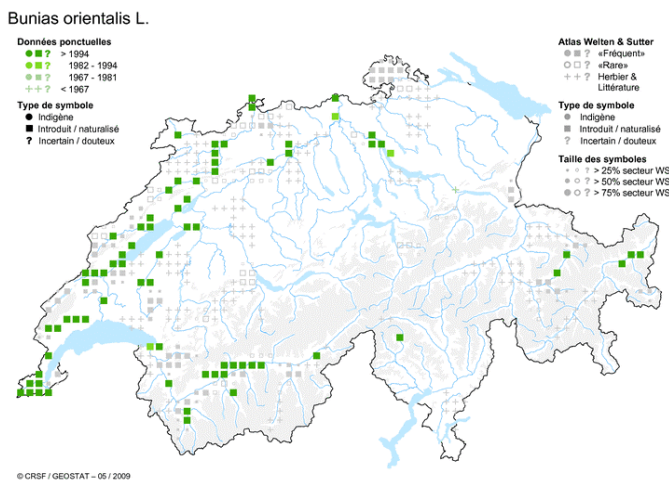 Bunias orientalis L.
Données ponctuelles
? > 1994
? 1982 - 1994
? 1967 - 1981
++? < 1967
Type de symbole
Indigène
Introduit / naturalisé
? Incertain / douteux
Atlas Welten & Sutter
? «Fréquent»
? «Rare»
++? Herbier &
Littérature
Type de symbole
Indigène
Introduit / naturalisé
? Incertain / douteux
Taille des symboles
? > 25% secteur WS
? > 50% secteur WS
? > 75% secteur WS
© CRSF / GEOSTAT – 05 / 2009